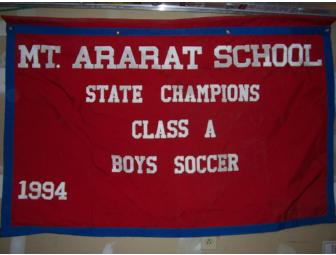 MT. ARARAT SCHOOL
STATE CHAMPIONS
CLASS A
BOYS SOCCER
1994